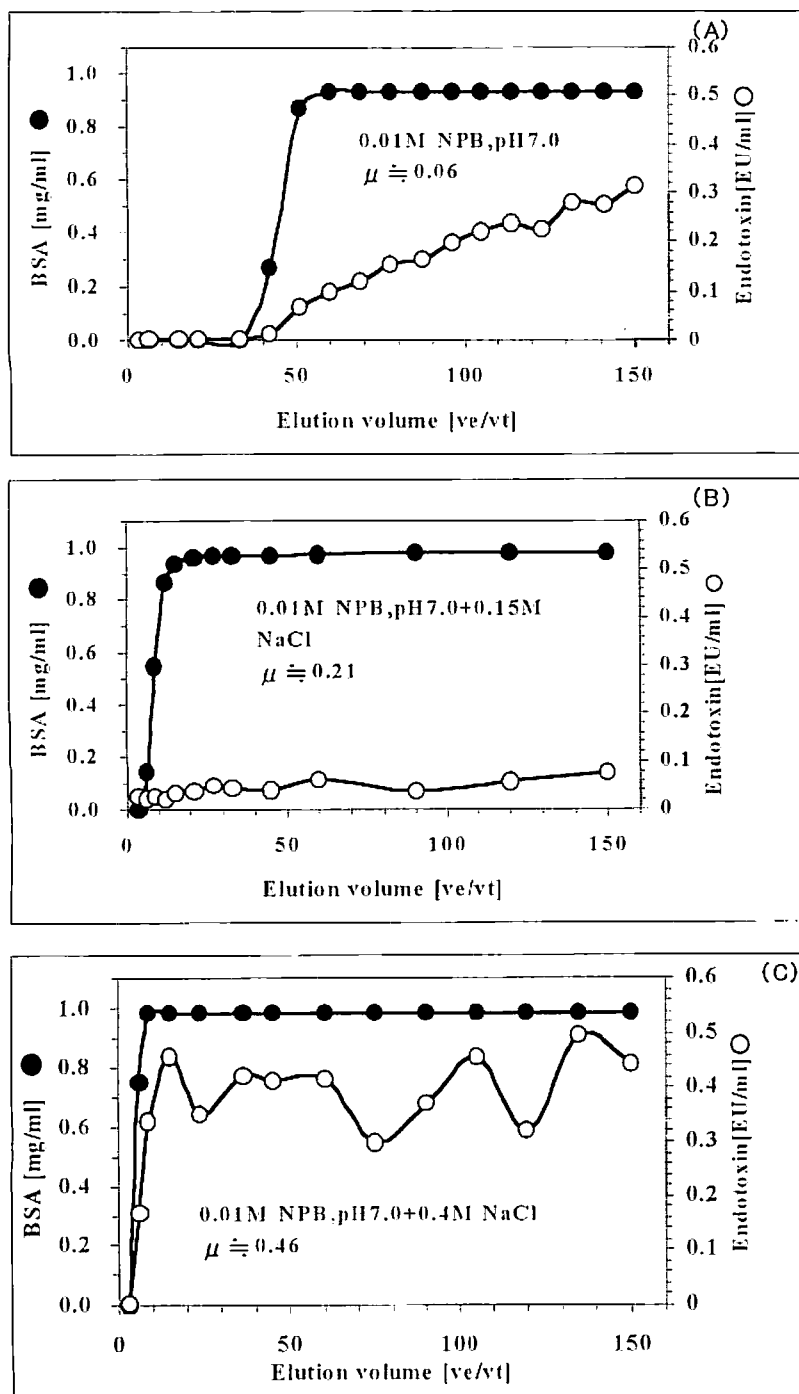 (A)
BSA [mg/ml]
1.0
0.8
0.6
0.4
0.2
0.0
0.6
0.5
0.4
0.3
0.2
0.1
0
Endotoxin[EU/ml]
0.01M NPB,pH7.0
μ ≒ 0.06
0 50 100 150
Elution volume [ve/vt]
(B)
BSA [mg/ml]
1.0
0.8
0.6
0.4
0.2
0.0
0.6
0.5
0.4
0.3
0.2
0.1
0
Endotoxin[EU/ml]
0.01M NPB,pH7.0+0.15M
NaCl
μ ≒ 0.21
0 50 100 150
Elution volume [ve/vt]
(C)
BSA [mg/ml]
1.0
0.8
0.6
0.4
0.2
0.0
0.6
0.5
0.4
0.3
0.2
0.1
0
Endotoxin[EU/ml]
0.01M NPB,pH7.0+0.4M NaCl
μ ≒ 0.46
0 50 100 150
Elution volume [ve/vt]